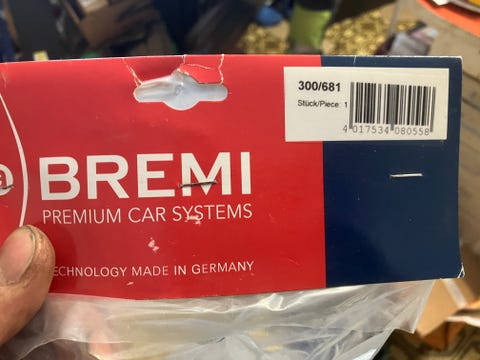 300/681
Stück/Piece: 1
4 017534 080558
BREMI
PREMIUM CAR SYSTEMS
TECHNOLOGY MADE IN GERMANY